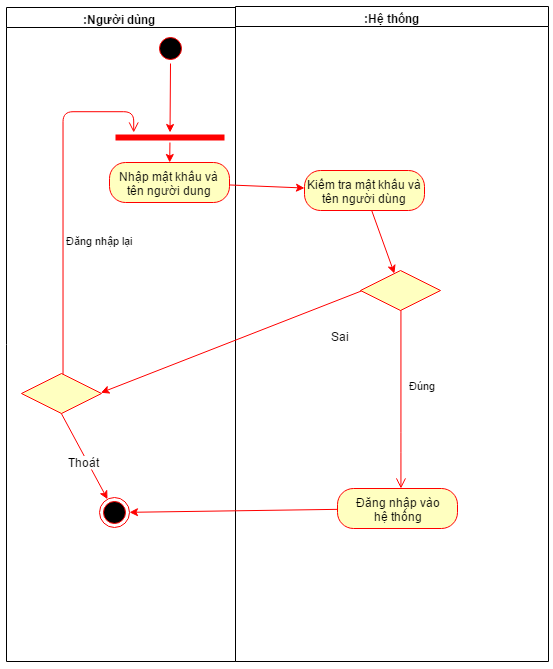 :Người dùng
:Hệ thống
Nhập mật khẩu và
tên người dung
Kiểm tra mật khẩu và
tên người dùng
Đăng nhập lại
Sai
Đúng
Thoát
Đăng nhập vào
hệ thống